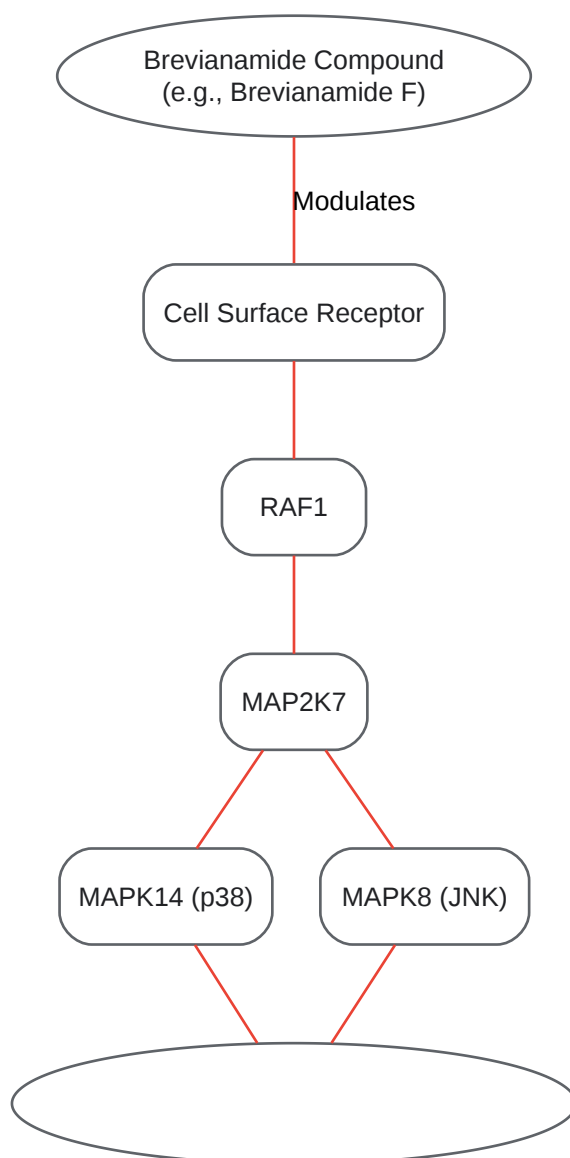 Brevianamide Compound
(e.g., Brevianamide F)
Modulates
Cell Surface Receptor
RAF1
MAP2K7
MAPK14 (p38)
MAPK8 (JNK)